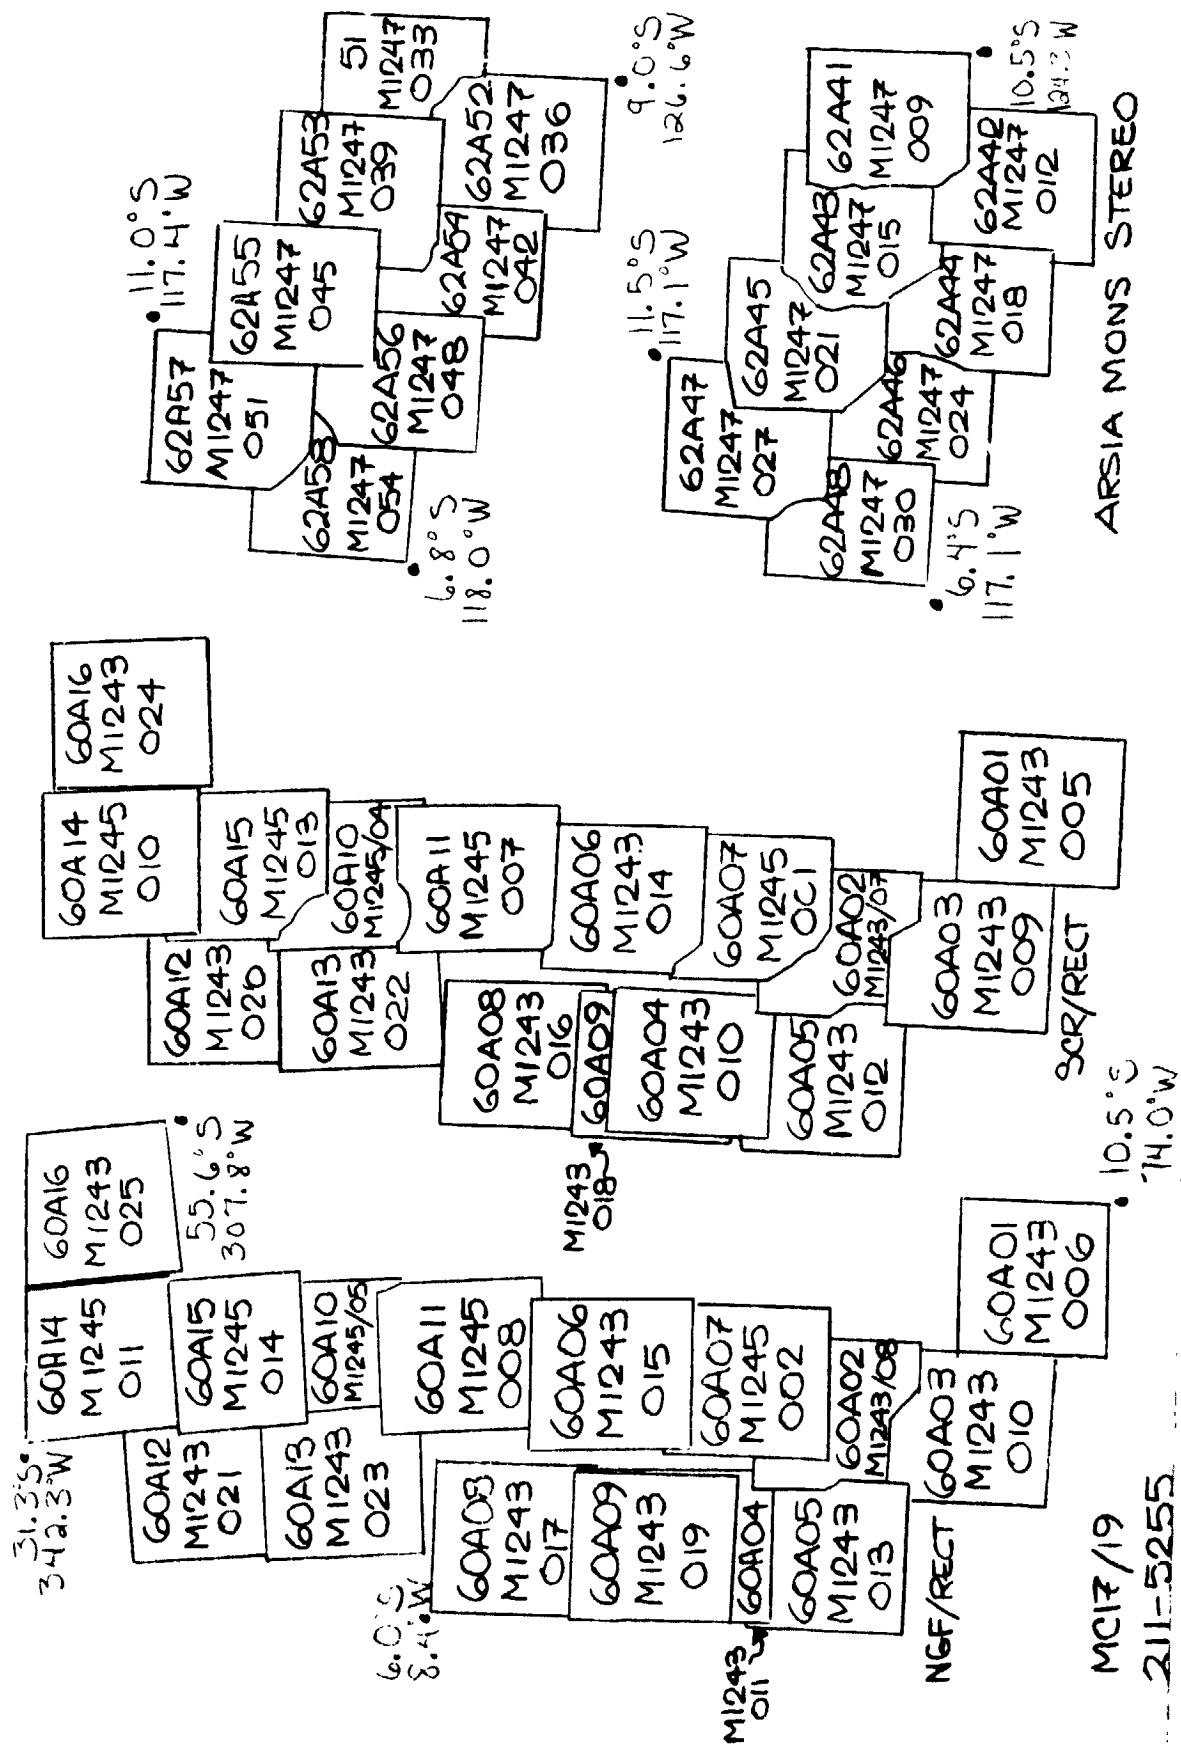 31.3°S
342.3°W
60A14
M1245
011
60A16
M1243
025
55.6°S
307.8°W
60A12
M1243
021
60A15
M1245
014
60A13
M1243
023
60A10
M1245/05
60A11
M1245
008
6.0°S
8.4°W
60A08
M1243
017
60A06
M1243
015
60A09
M1243
019
60A07
M1245
002
60A04
M1243
011
60A05
M1243
013
60A02
M1243/08
60A03
M1243
010
60A01
M1243
006
10.5°S
74.0°W
NGF/RECT
MC17/19
211-5255
60A14
M1245
010
60A16
M1243
024
60A12
M1243
020
60A15
M1245
013
60A13
M1243
022
60A10
M1245/04
60A11
M1245
007
60A08
M1243
016
60A06
M1243
014
60A09
M1243
018
60A04
M1243
010
60A07
M1245
001
60A05
M1243
012
60A02
M1243/07
60A03
M1243
009
60A01
M1243
005
SCR/RECT
11.0°S
117.4°W
62A57
M1247
051
62A55
M1247
045
62A53
M1247
039
51
M1247
033
62A58
M1247
054
62A56
M1247
048
62A54
M1247
042
62A52
M1247
036
6.8°S
118.0°W
9.0°S
126.6°W
11.5°S
117.1°W
62A47
M1247
027
62A45
M1247
021
62A43
M1247
015
62A41
M1247
009
62A48
M1247
030
62A46
M1247
024
62A44
M1247
018
62A42
M1247
012
6.4°S
117.1°W
10.5°S
124.3°W
ARSIA MONS STEREO